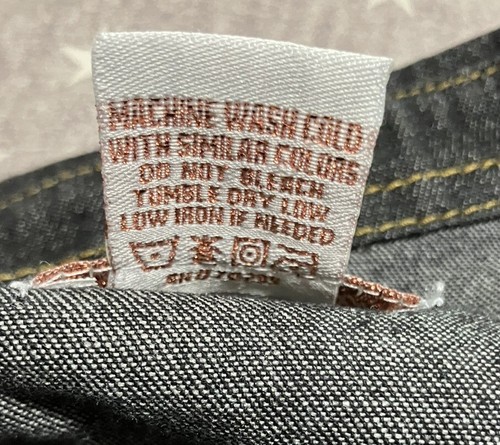 MACHINE WASH COLD
WITH SIMILAR COLORS
DO NOT BLEACH
TUMBLE DRY LOW
LOW IRON IF NEEDED